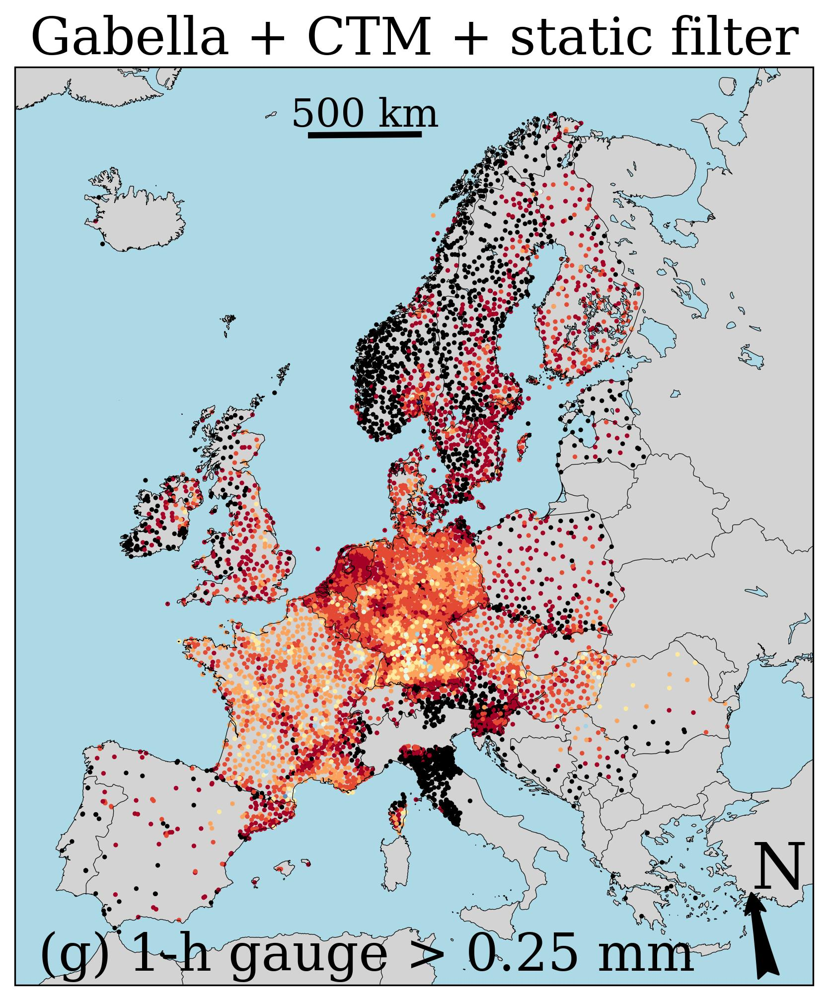 Gabella + CTM + static filter
500 km
N
(g) 1-h gauge > 0.25 mm